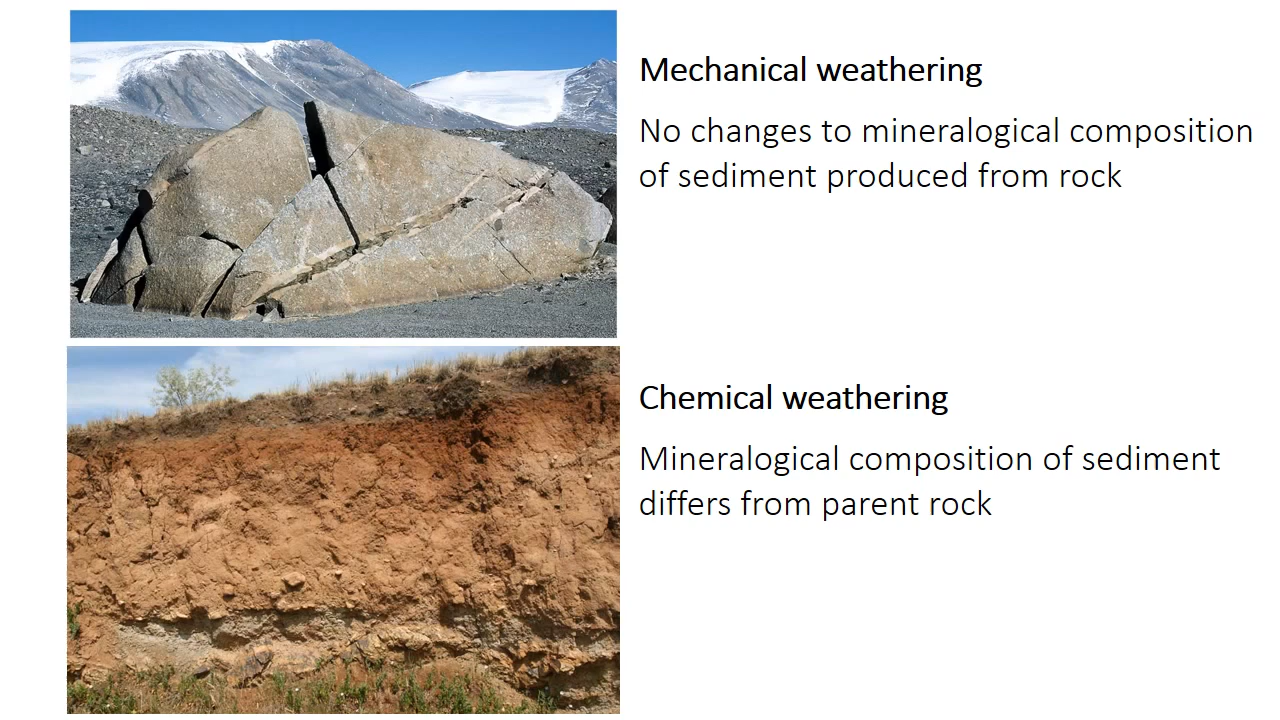 Mechanical weathering
No changes to mineralogical composition
of sediment produced from rock
Chemical weathering
Mineralogical composition of sediment
differs from parent rock